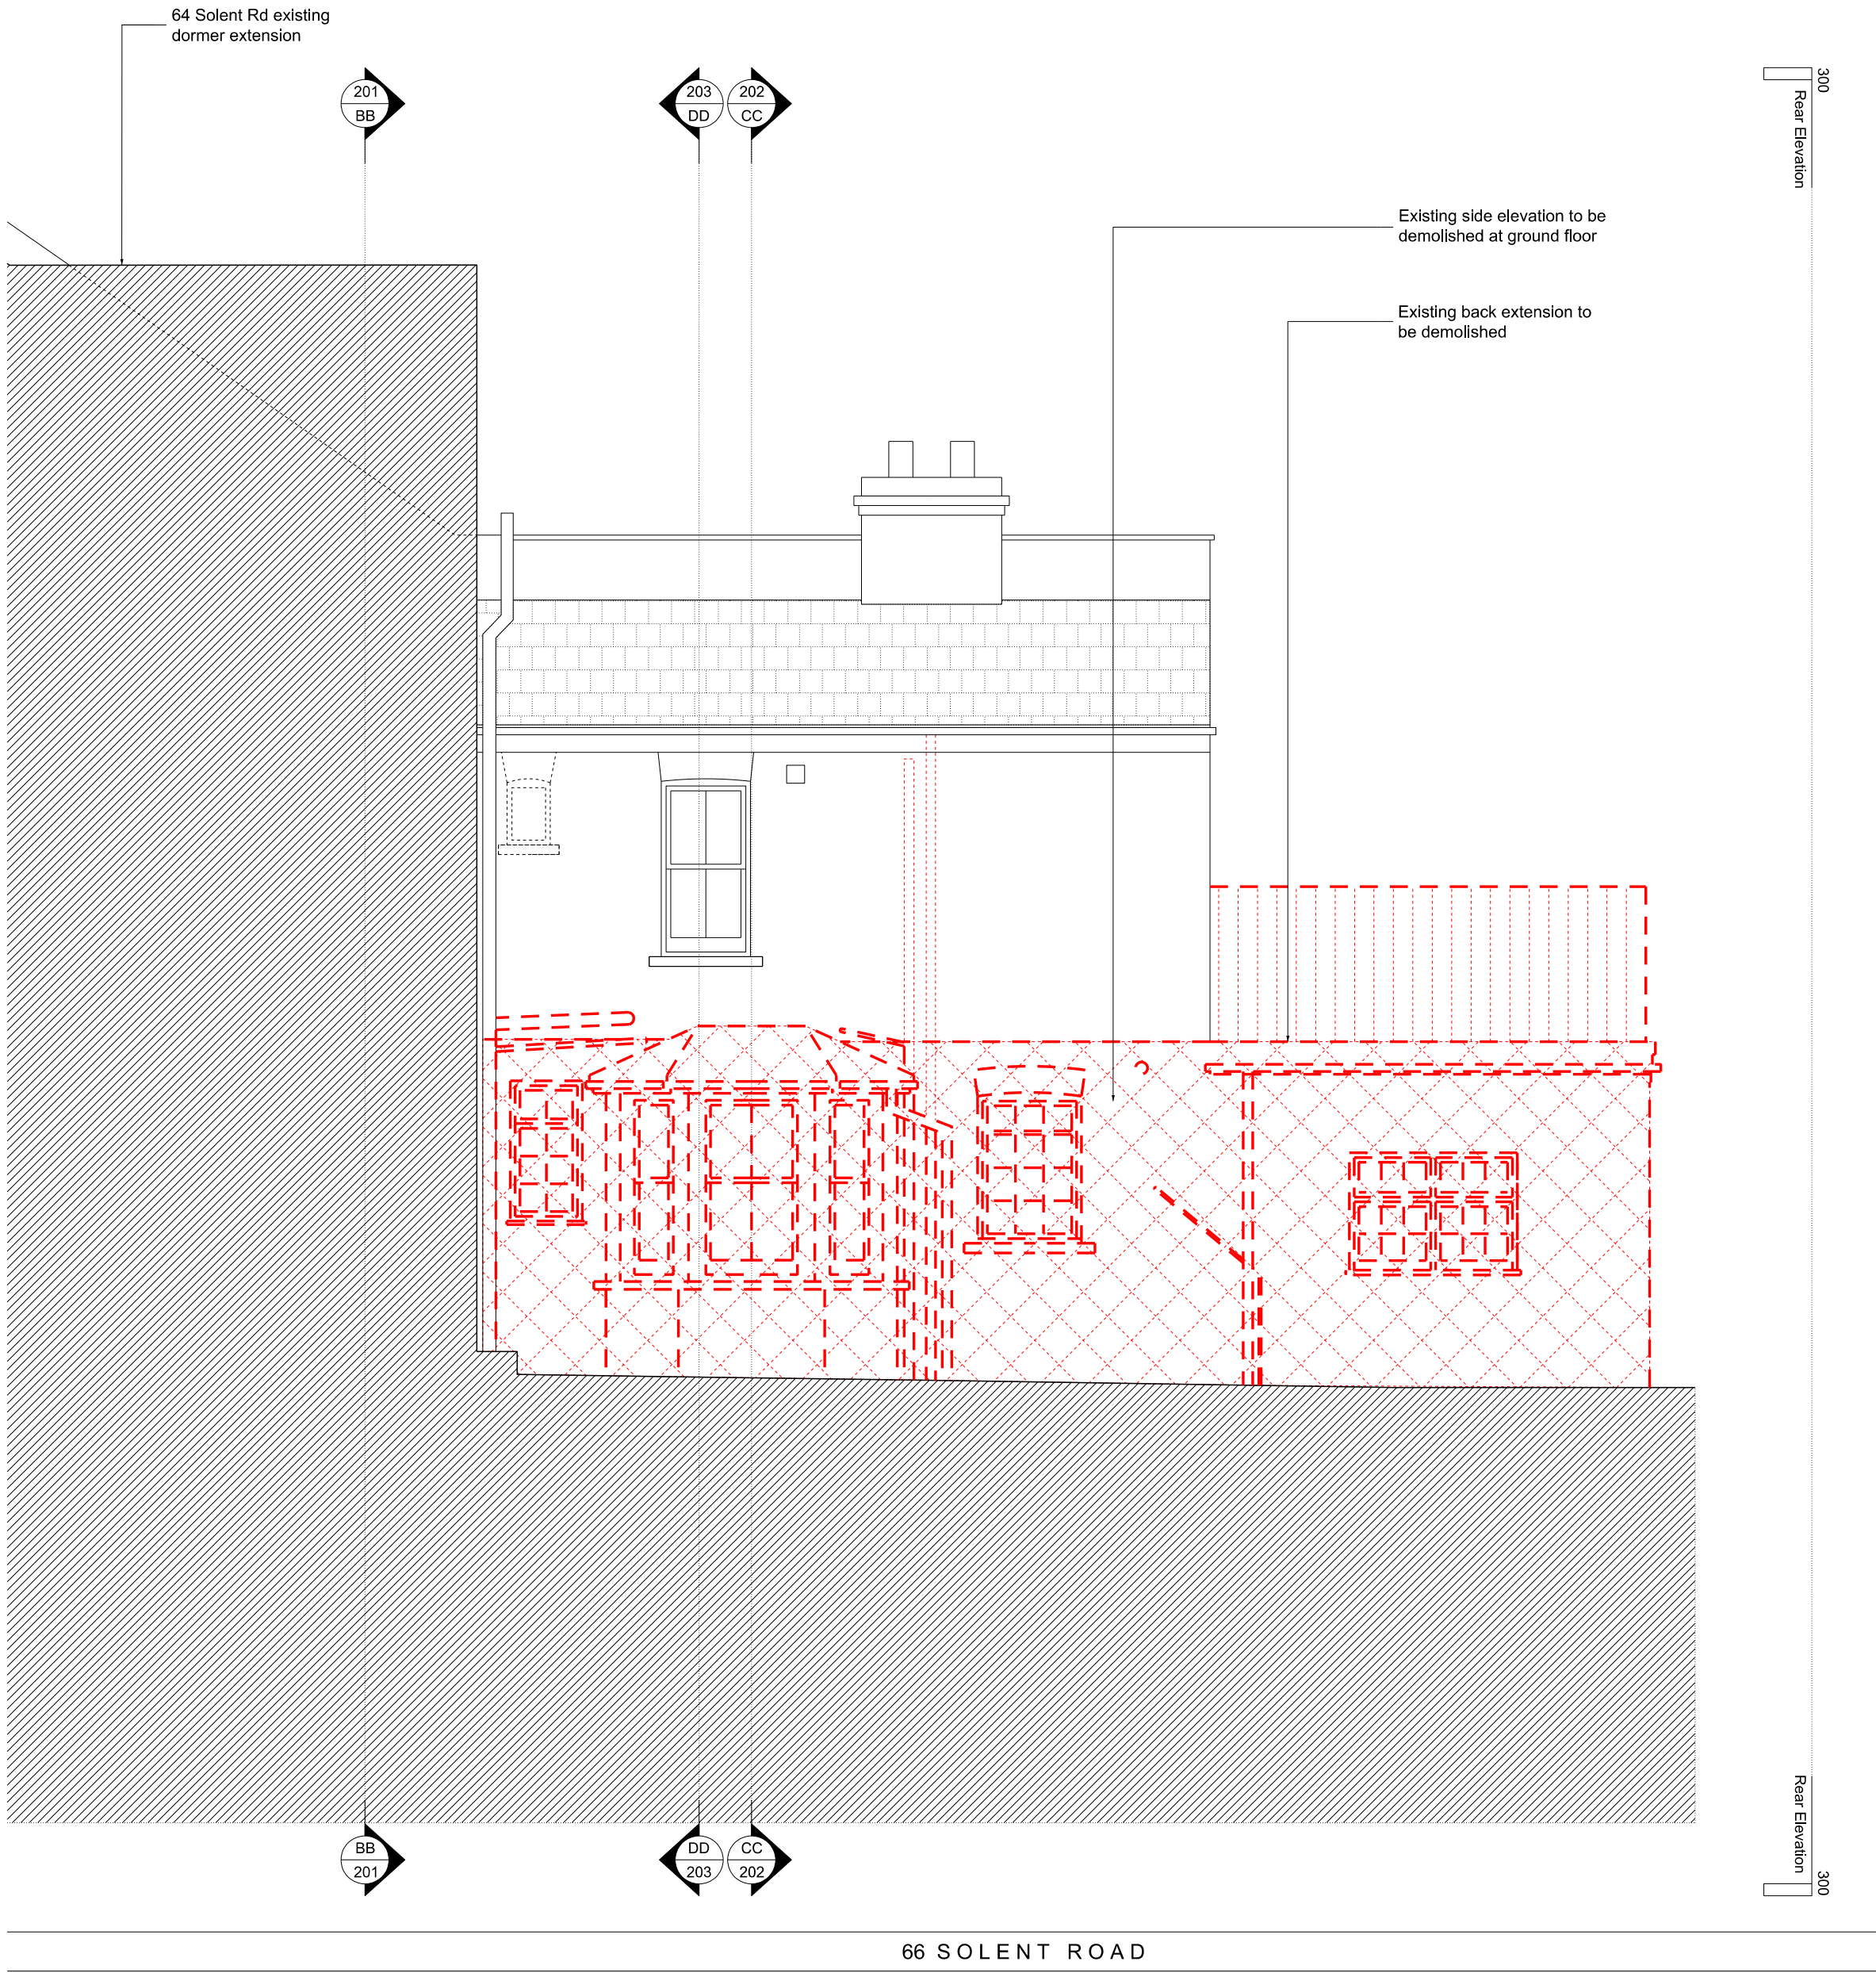 64 Solent Rd existing
dormer extension
201
BB
203
DD
202
CC
300
Rear Elevation
Existing side elevation to be
demolished at ground floor
Existing back extension to
be demolished
Rear Elevation
300
BB
201
DD
203
CC
202
66 SOLENT ROAD